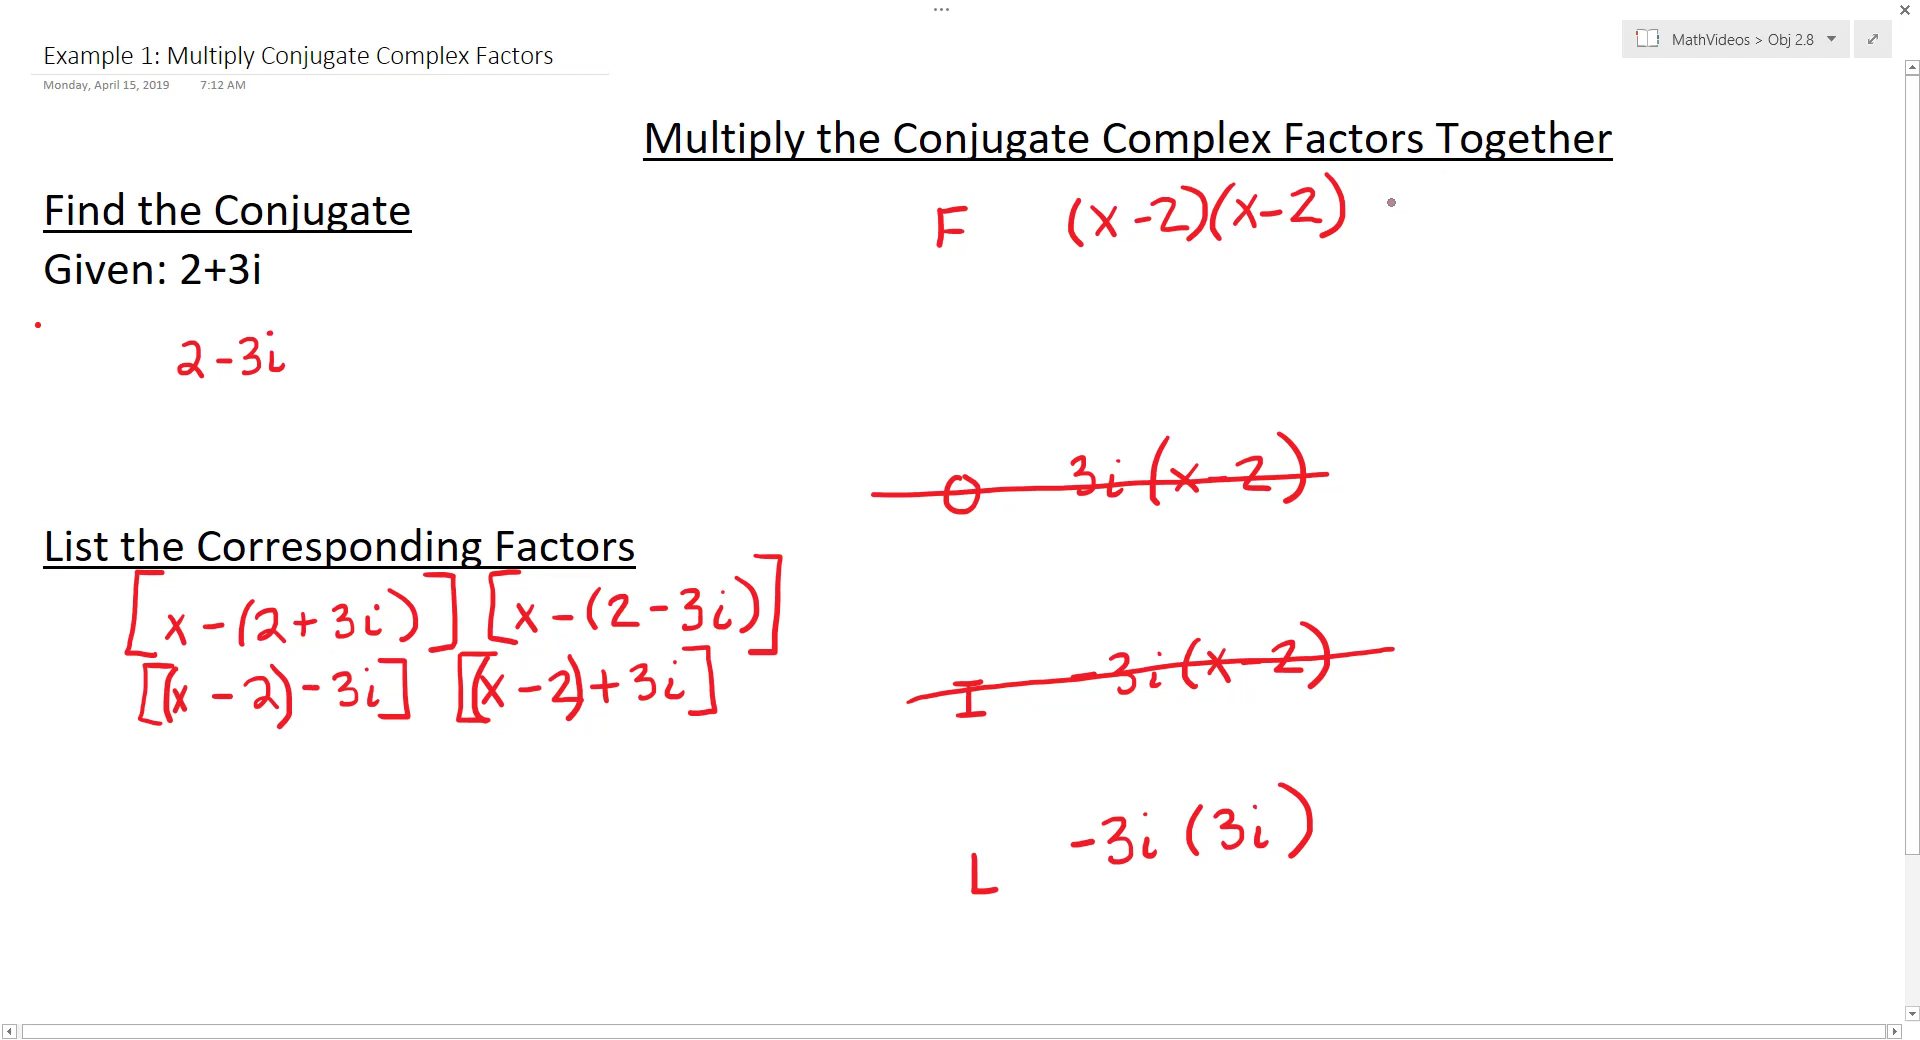 Example 1: Multiply Conjugate Complex Factors
Monday, April 15, 2019 7:12 AM
MathVideos > Obj 2.8
Multiply the Conjugate Complex Factors Together
Find the Conjugate
Given: 2+3i
2-3i
List the Corresponding Factors
[x-(2+3i)] [x-(2-3i)]
[(x-2)-3i] [(x-2)+3i]
F (x-2)(x-2)
O 3i(x-2)
I -3i(x-2)
L -3i(3i)